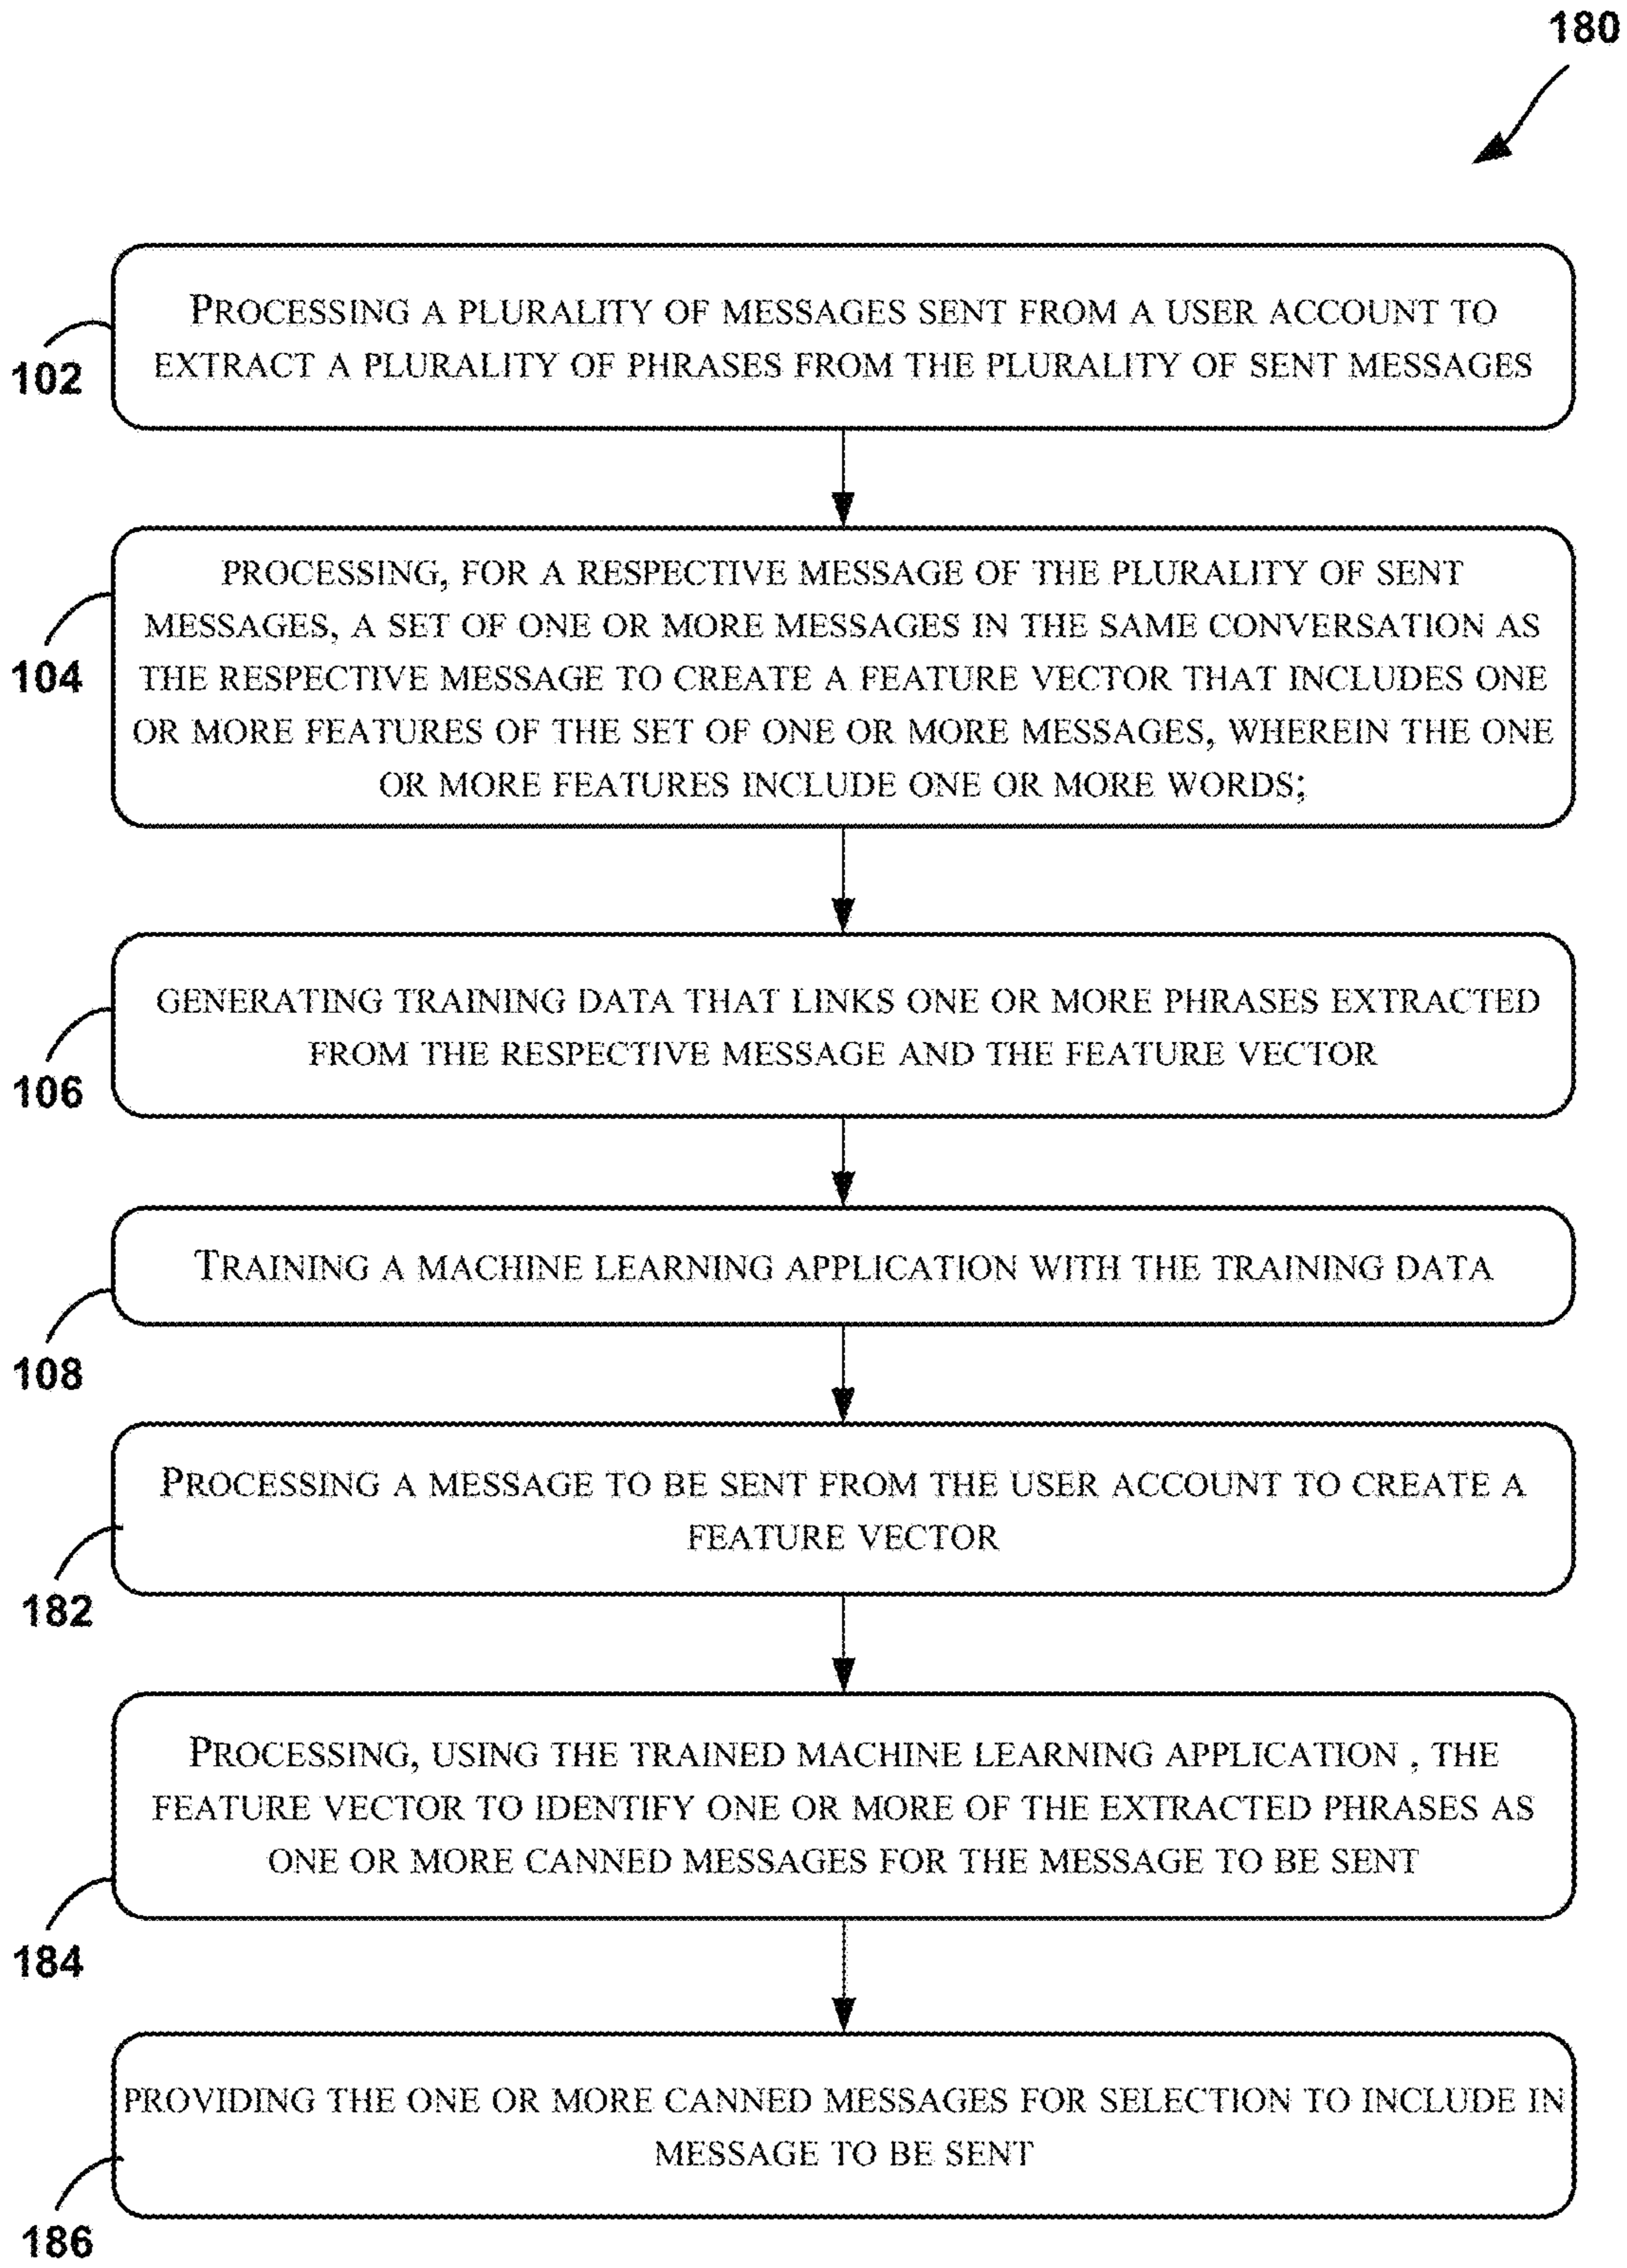 180
PROCESSING A PLURALITY OF MESSAGES SENT FROM A USER ACCOUNT TO
EXTRACT A PLURALITY OF PHRASES FROM THE PLURALITY OF SENT MESSAGES
102
PROCESSING, FOR A RESPECTIVE MESSAGE OF THE PLURALITY OF SENT
MESSAGES, A SET OF ONE OR MORE MESSAGES IN THE SAME CONVERSATION AS
THE RESPECTIVE MESSAGE TO CREATE A FEATURE VECTOR THAT INCLUDES ONE
OR MORE FEATURES OF THE SET OF ONE OR MORE MESSAGES, WHEREIN THE ONE
OR MORE FEATURES INCLUDE ONE OR MORE WORDS;
104
GENERATING TRAINING DATA THAT LINKS ONE OR MORE PHRASES EXTRACTED
FROM THE RESPECTIVE MESSAGE AND THE FEATURE VECTOR
106
TRAINING A MACHINE LEARNING APPLICATION WITH THE TRAINING DATA
108
PROCESSING A MESSAGE TO BE SENT FROM THE USER ACCOUNT TO CREATE A
FEATURE VECTOR
182
PROCESSING, USING THE TRAINED MACHINE LEARNING APPLICATION , THE
FEATURE VECTOR TO IDENTIFY ONE OR MORE OF THE EXTRACTED PHRASES AS
ONE OR MORE CANNED MESSAGES FOR THE MESSAGE TO BE SENT
184
PROVIDING THE ONE OR MORE CANNED MESSAGES FOR SELECTION TO INCLUDE IN
MESSAGE TO BE SENT
186